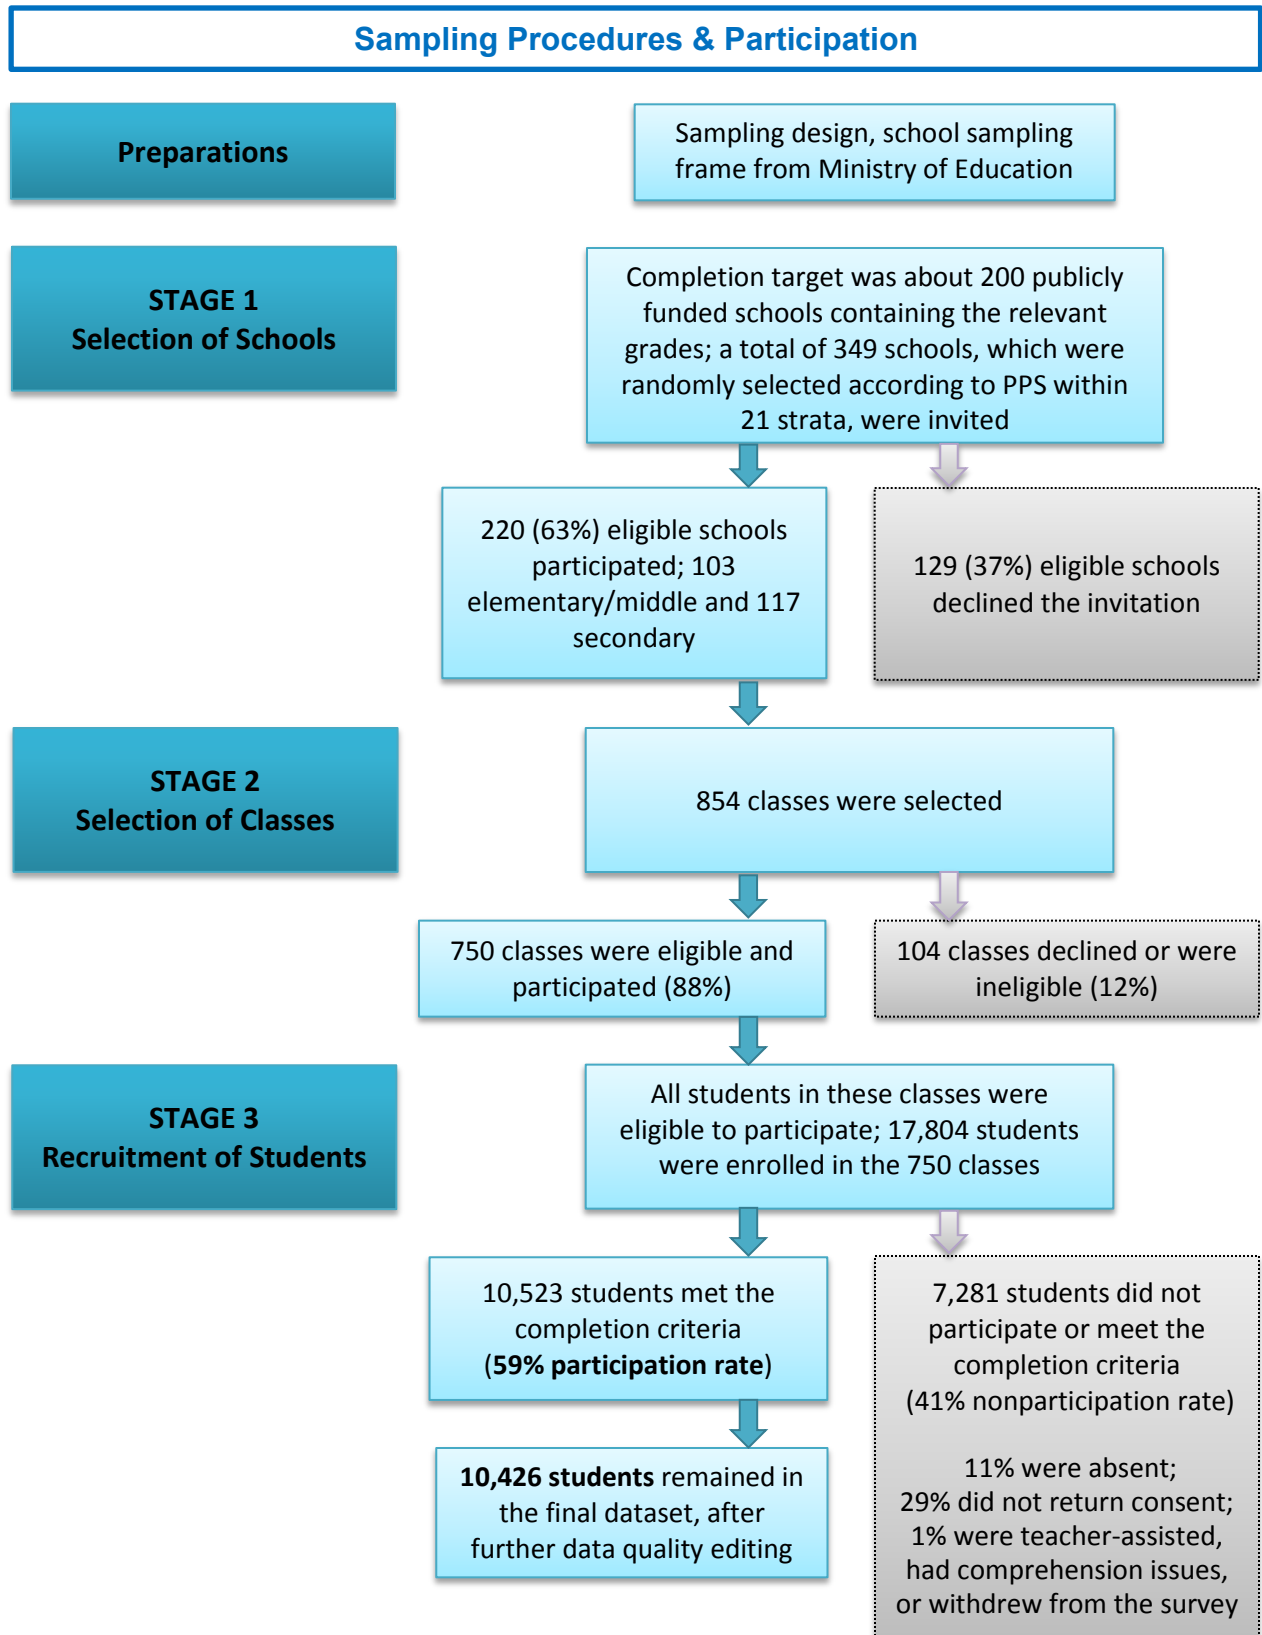 Sampling Procedures & Participation
Preparations
Sampling design, school sampling
frame from Ministry of Education
STAGE 1
Selection of Schools
Completion target was about 200 publicly
funded schools containing the relevant
grades; a total of 349 schools, which were
randomly selected according to PPS within
21 strata, were invited
220 (63%) eligible schools
participated; 103
elementary/middle and 117
secondary
129 (37%) eligible schools
declined the invitation
STAGE 2
Selection of Classes
854 classes were selected
750 classes were eligible and
participated (88%)
104 classes declined or were
ineligible (12%)
STAGE 3
Recruitment of Students
All students in these classes were
eligible to participate; 17,804 students
were enrolled in the 750 classes
10,523 students met the
completion criteria
(59% participation rate)
7,281 students did not
participate or meet the
completion criteria
(41% nonparticipation rate)
11% were absent;
29% did not return consent;
1% were teacher-assisted,
had comprehension issues,
or withdrew from the survey
10,426 students remained in
the final dataset, after
further data quality editing